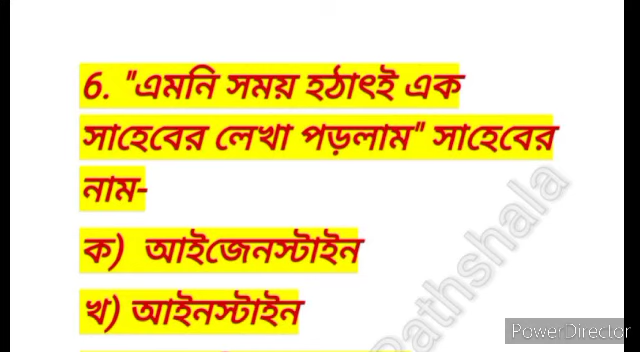 6. "এমনি সময় হঠাৎই এক
সাহেবের লেখা পড়লাম" সাহেবের
নাম-
ক) আইজেনস্টাইন
খ) আইনস্টাইন
Pathshala
PowerDirector